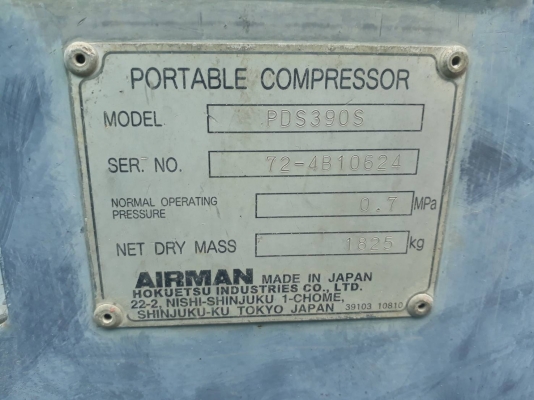 PORTABLE COMPRESSOR
MODEL PDS390S
SER. NO. 72-4B10624
NORMAL OPERATING PRESSURE 0.7 MPa
NET DRY MASS 1825 kg
AIRMAN MADE IN JAPAN
HOKUETSU INDUSTRIES CO., LTD.
22-2, NISHI-SHINJUKU 1-CHOME,
SHINJUKU-KU TOKYO JAPAN 39103 10810